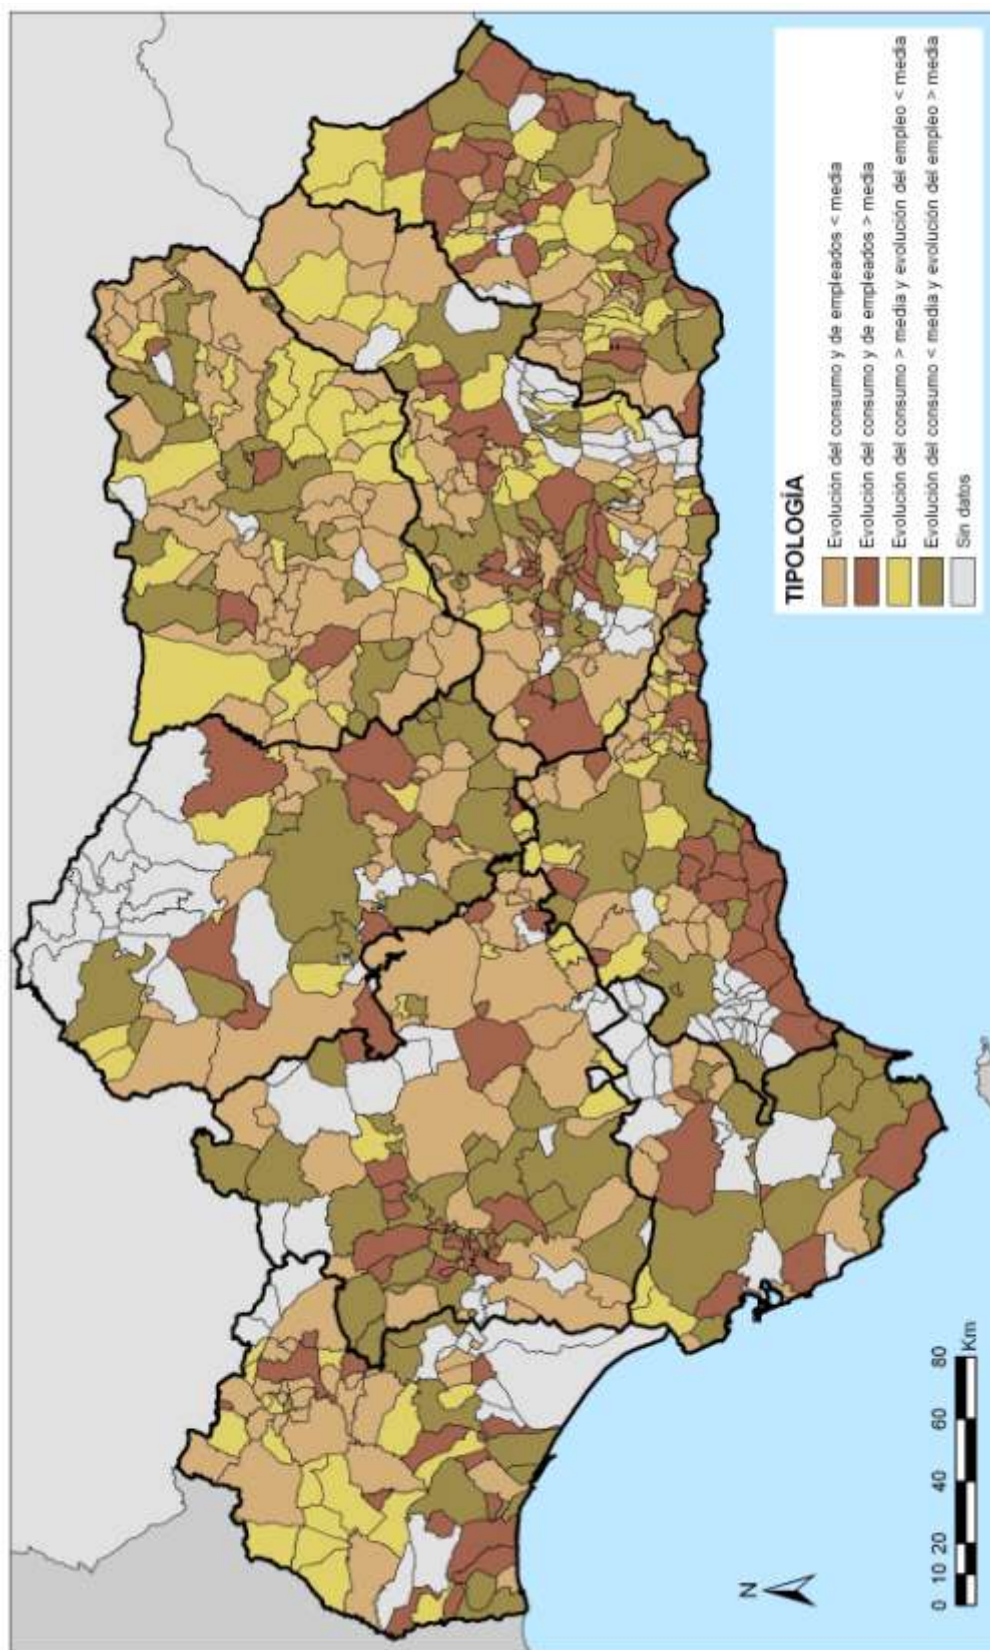 TIPOLOGÍA
Evolución del consumo y de empleados < media
Evolución del consumo y de empleados > media
Evolución del consumo > media y evolución del empleo < media
Evolución del consumo < media y evolución del empleo > media
Sin datos
N
0 10 20 40 60 80
Km